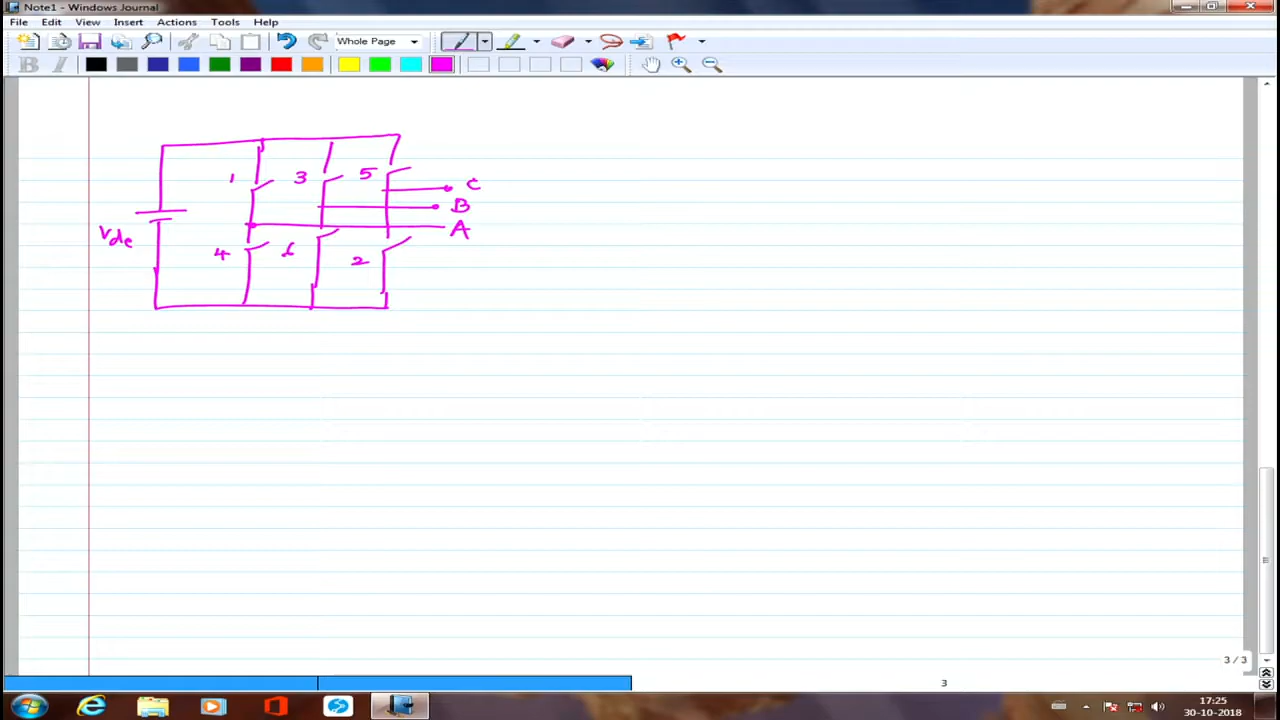 Note1 - Windows Journal
File Edit View Insert Actions Tools Help
Whole Page
B I
1 3 5 C
B
Vdc A
4 6 2
3 / 3
3
17:25
30-10-2018